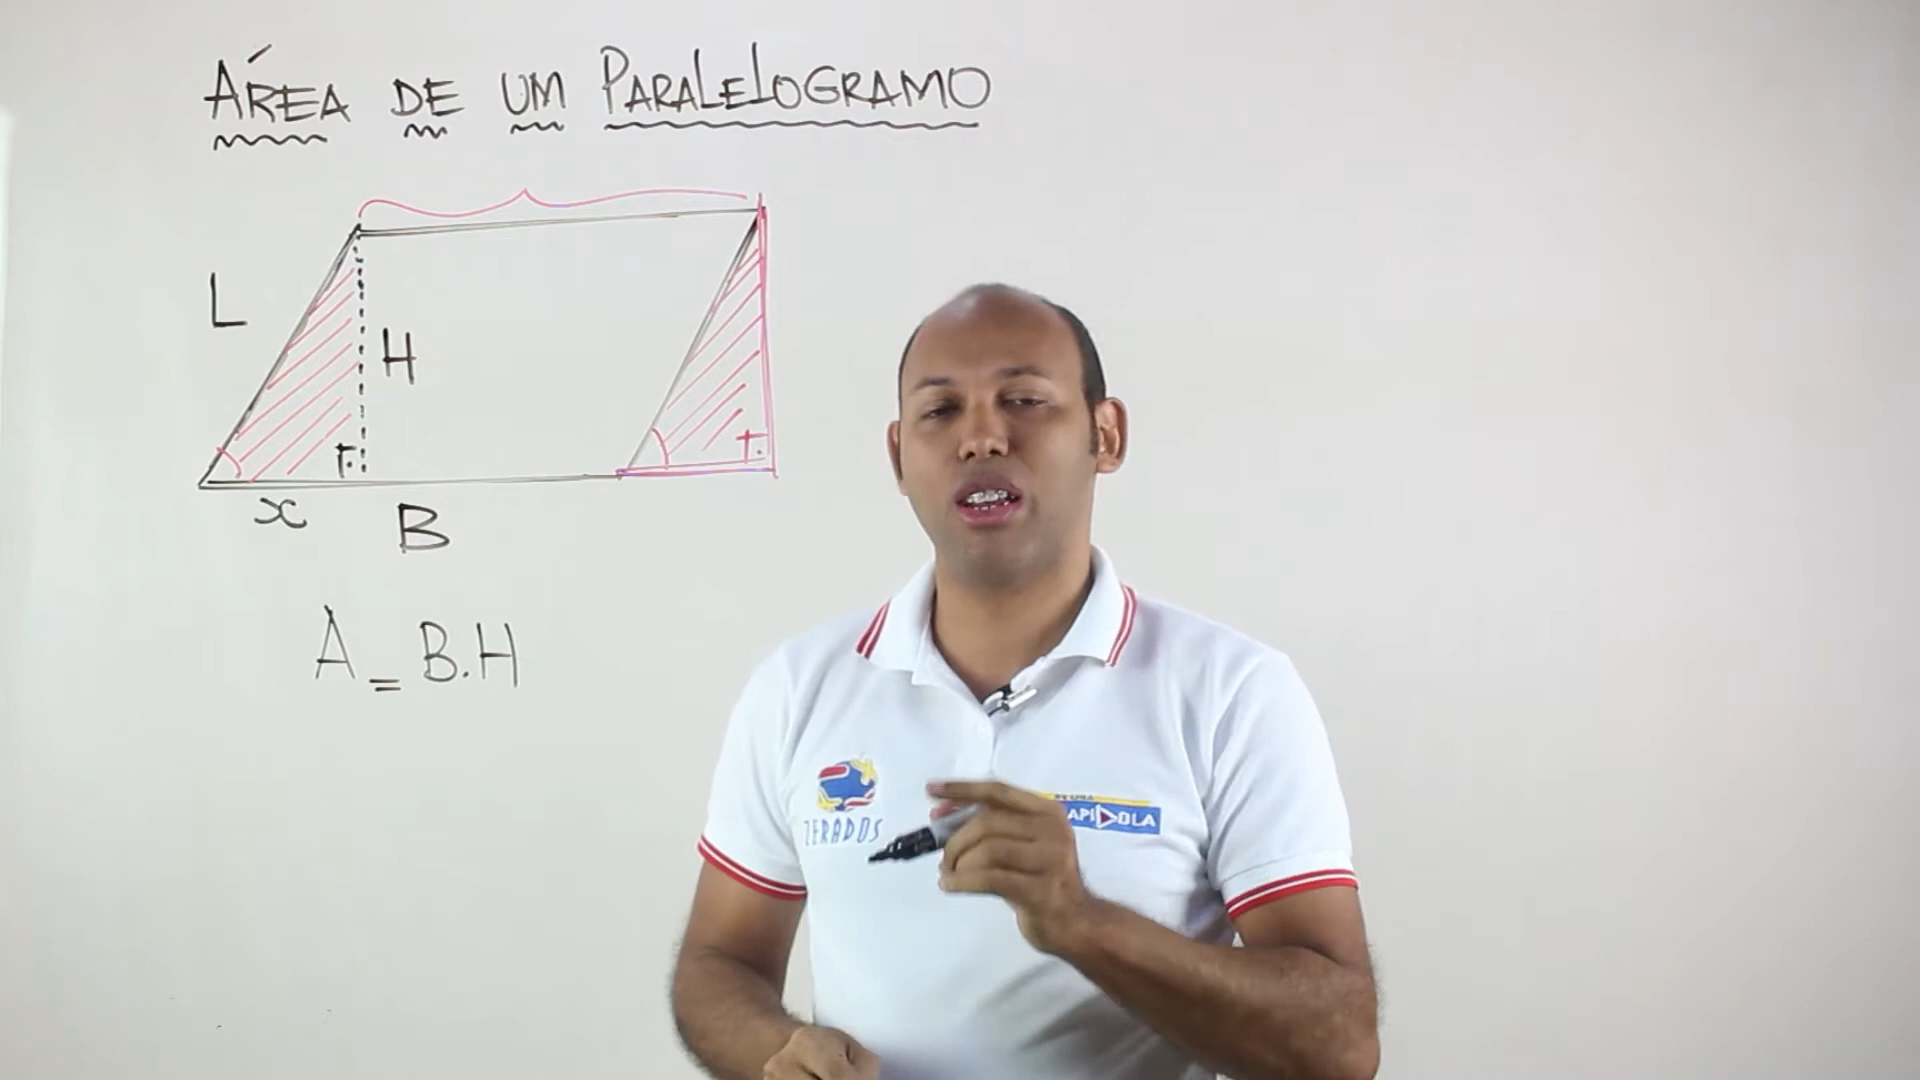 ÁREA DE UM PARALELOGRAMO
L
H
x
B
A = B.H
ZERADOS